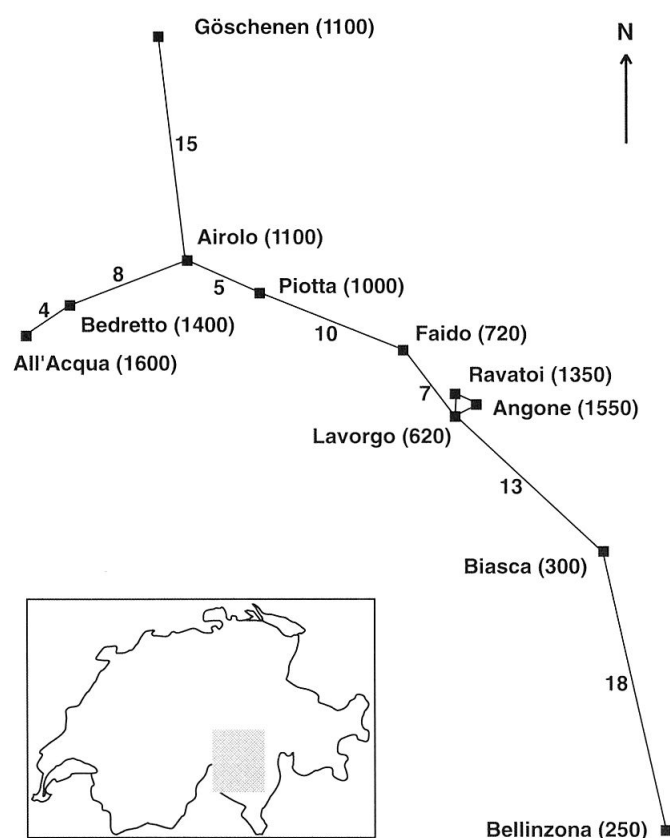 Göschenen (1100)
N
15
Airolo (1100)
8
5
Piotta (1000)
4
Bedretto (1400)
10
Faido (720)
All'Acqua (1600)
Ravatoi (1350)
7
Angone (1550)
Lavorgo (620)
13
Biasca (300)
18
Bellinzona (250)